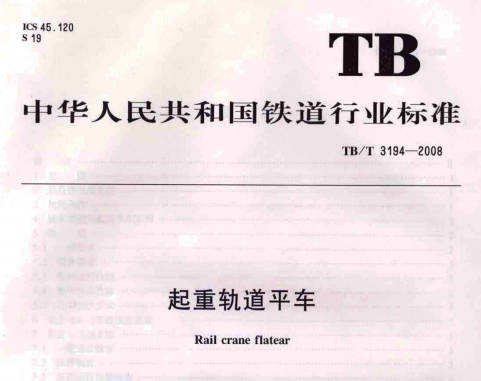 ICS 45.120
S 19
TB
中华人民共和国铁道行业标准
TB/T 3194—2008
起重轨道平车
Rail crane flatear